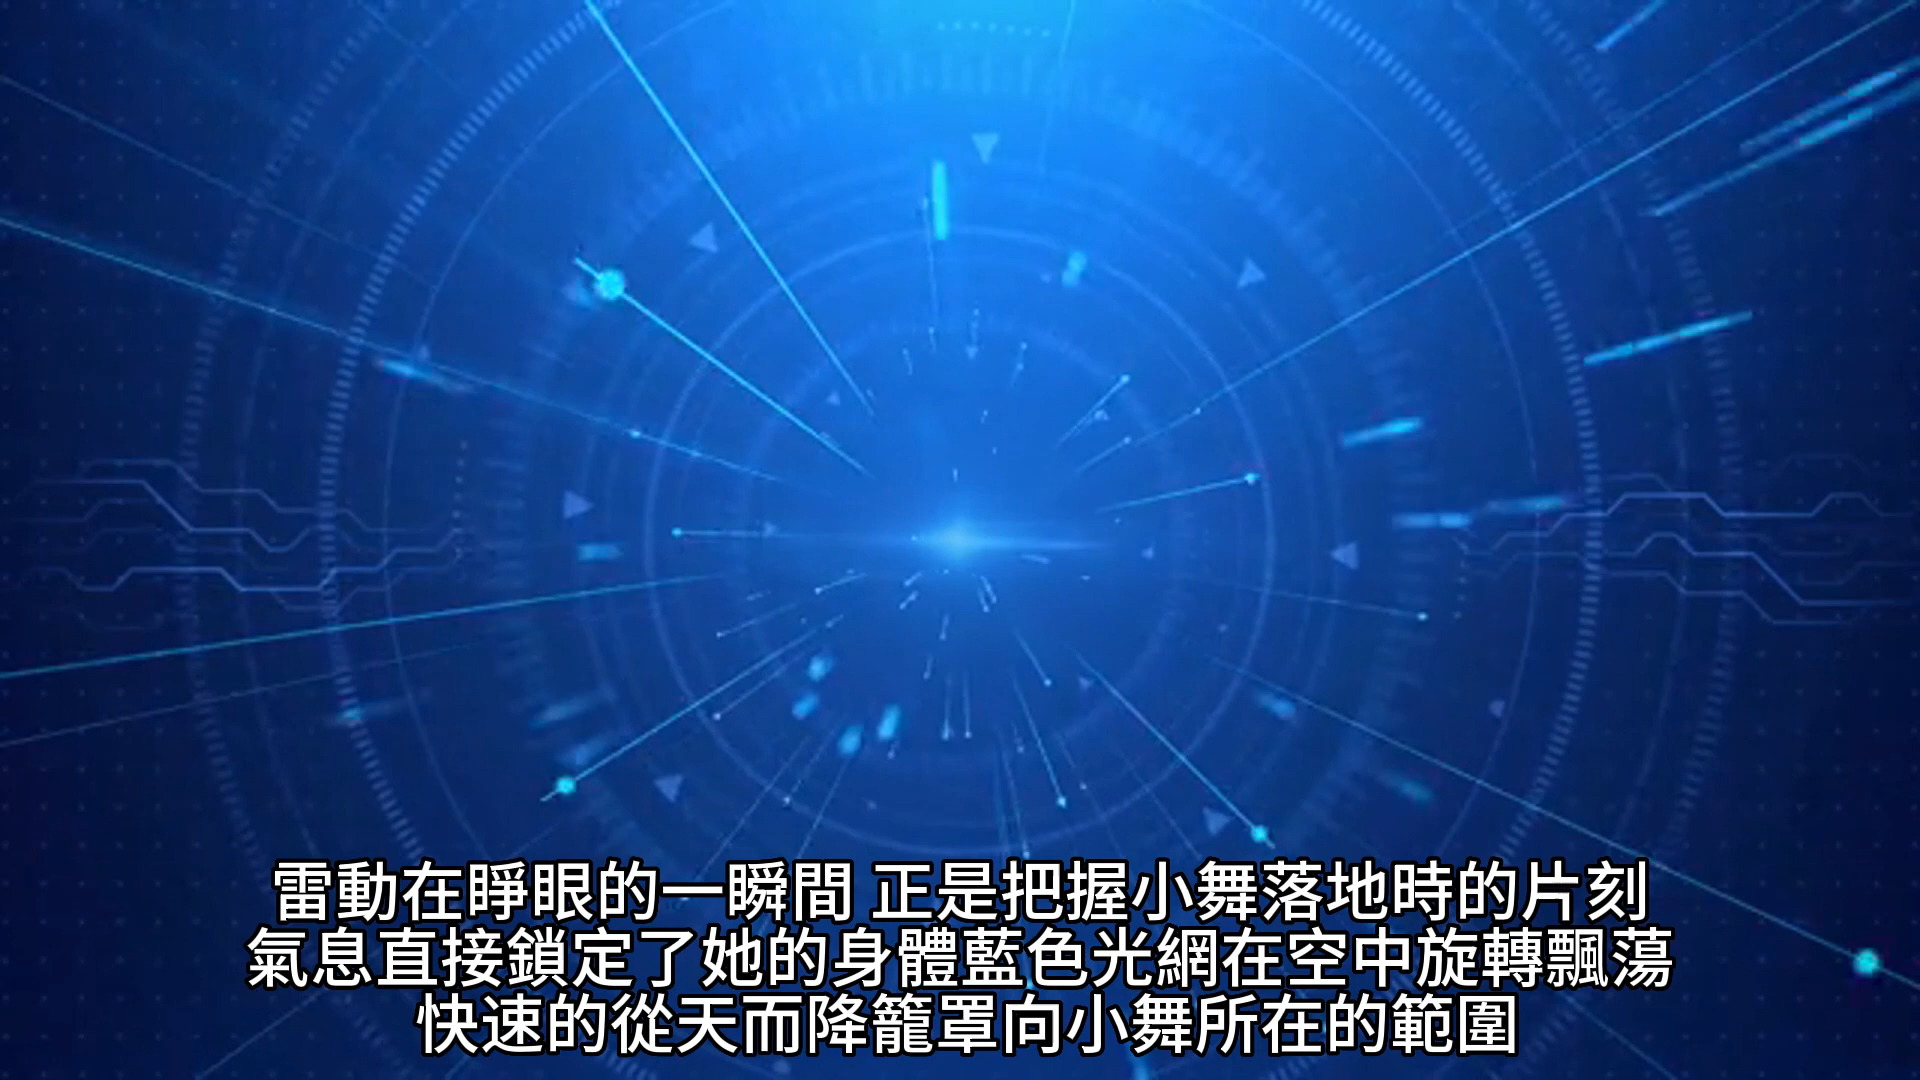 雷動在睜眼的一瞬間 正是把握小舞落地時的片刻
氣息直接鎖定了她的身體藍色光網在空中旋轉飄蕩
快速的從天而降籠罩向小舞所在的範圍